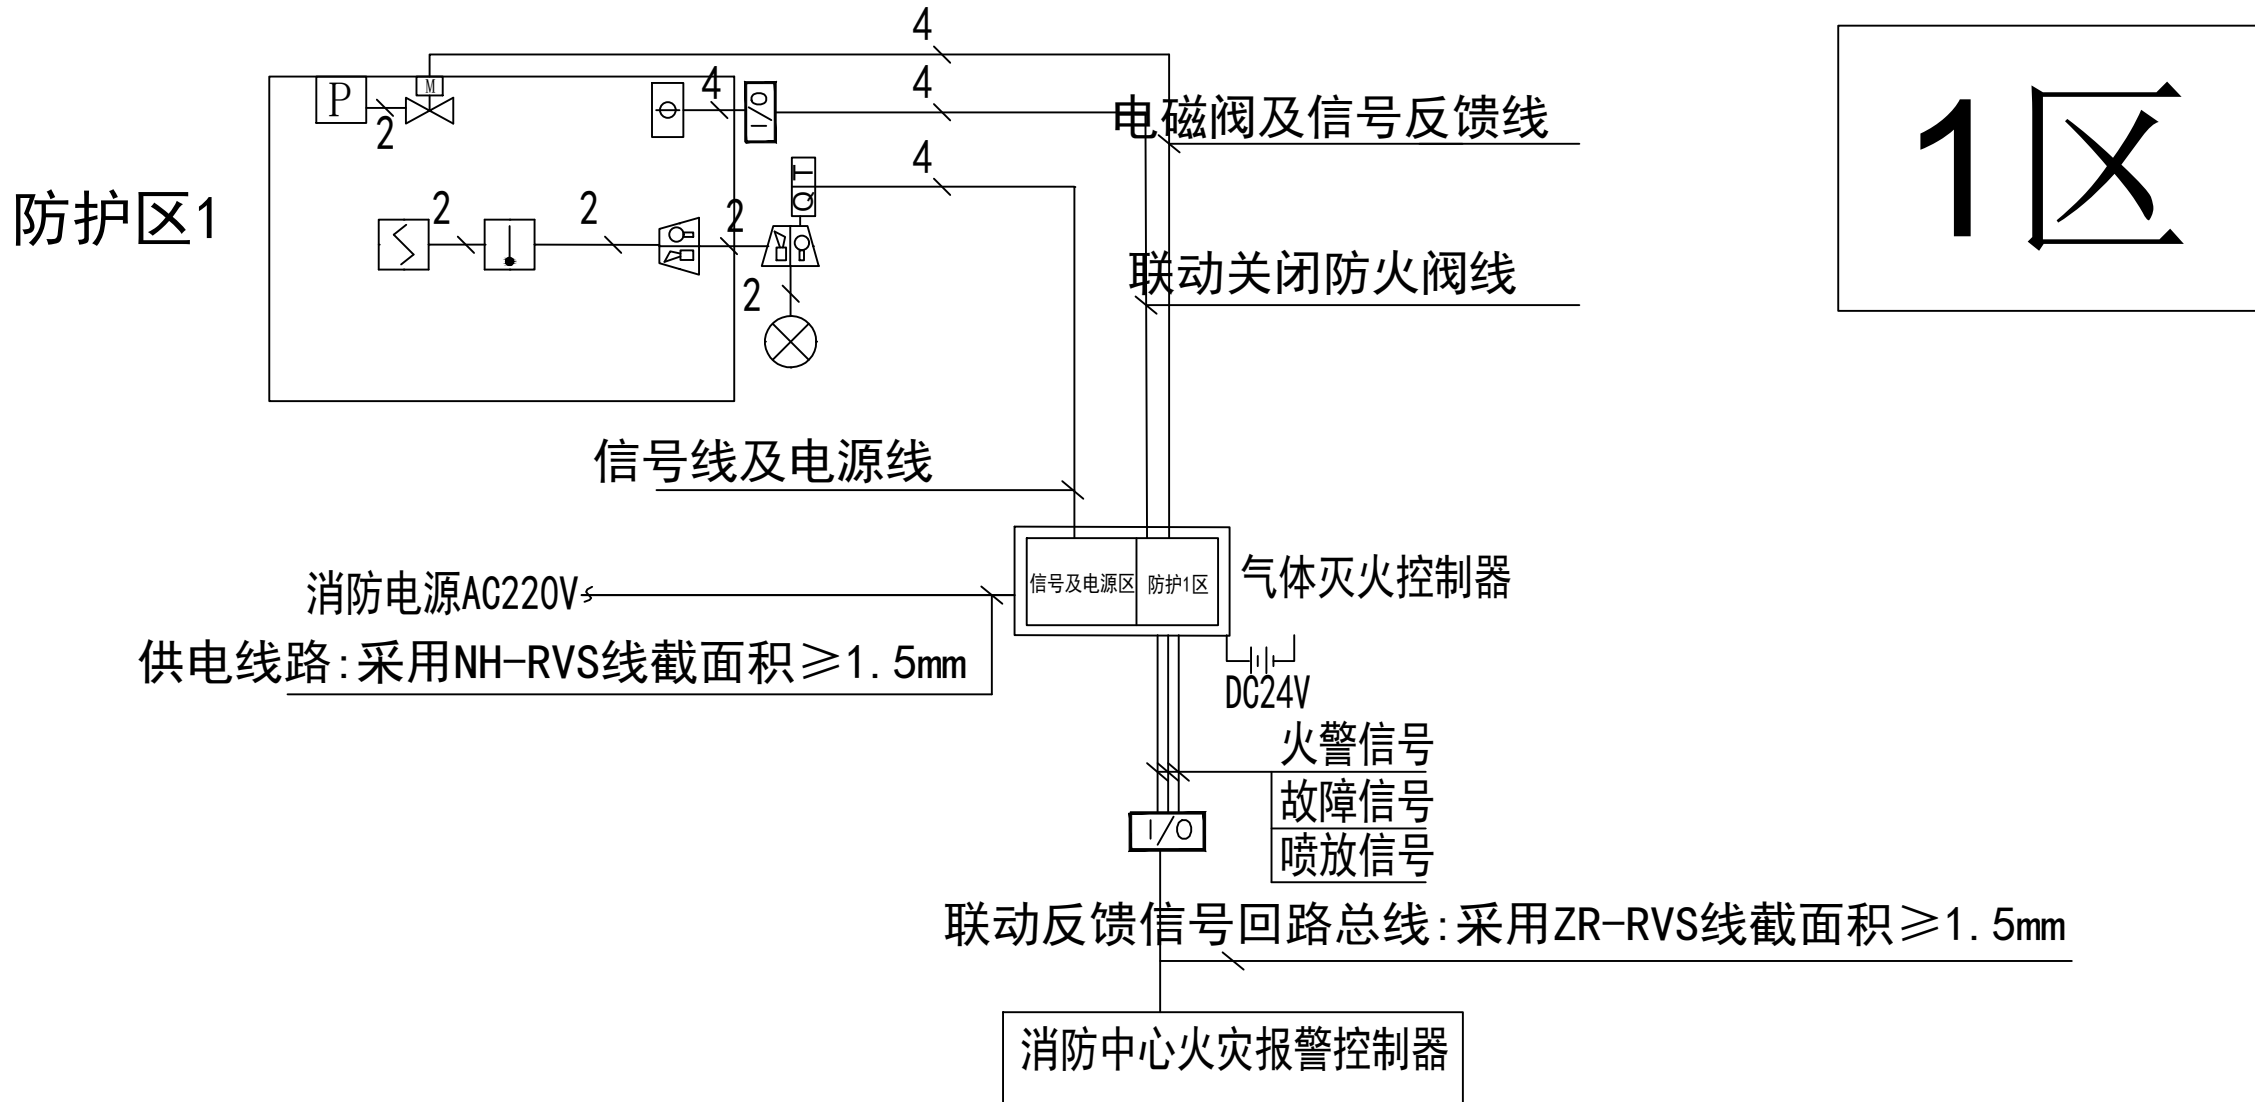 4
P
M
2
4
I/O
4
电磁阀及信号反馈线
1区
防护区1
2
2
2
QT
4
2
联动关闭防火阀线
信号线及电源线
信号及电源区
防护1区
气体灭火控制器
消防电源AC220V
供电线路:采用NH-RVS线截面积≥1.5mm
DC24V
火警信号
故障信号
喷放信号
I/O
联动反馈信号回路总线:采用ZR-RVS线截面积≥1.5mm
消防中心火灾报警控制器